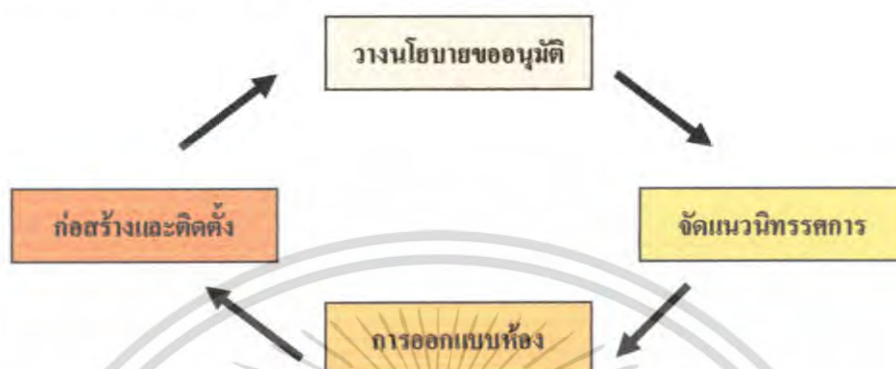 วางนโยบายขออนุมัติ
ก่อสร้างและติดตั้ง
จัดแนวนิทรรศการ
การออกแบบห้อง